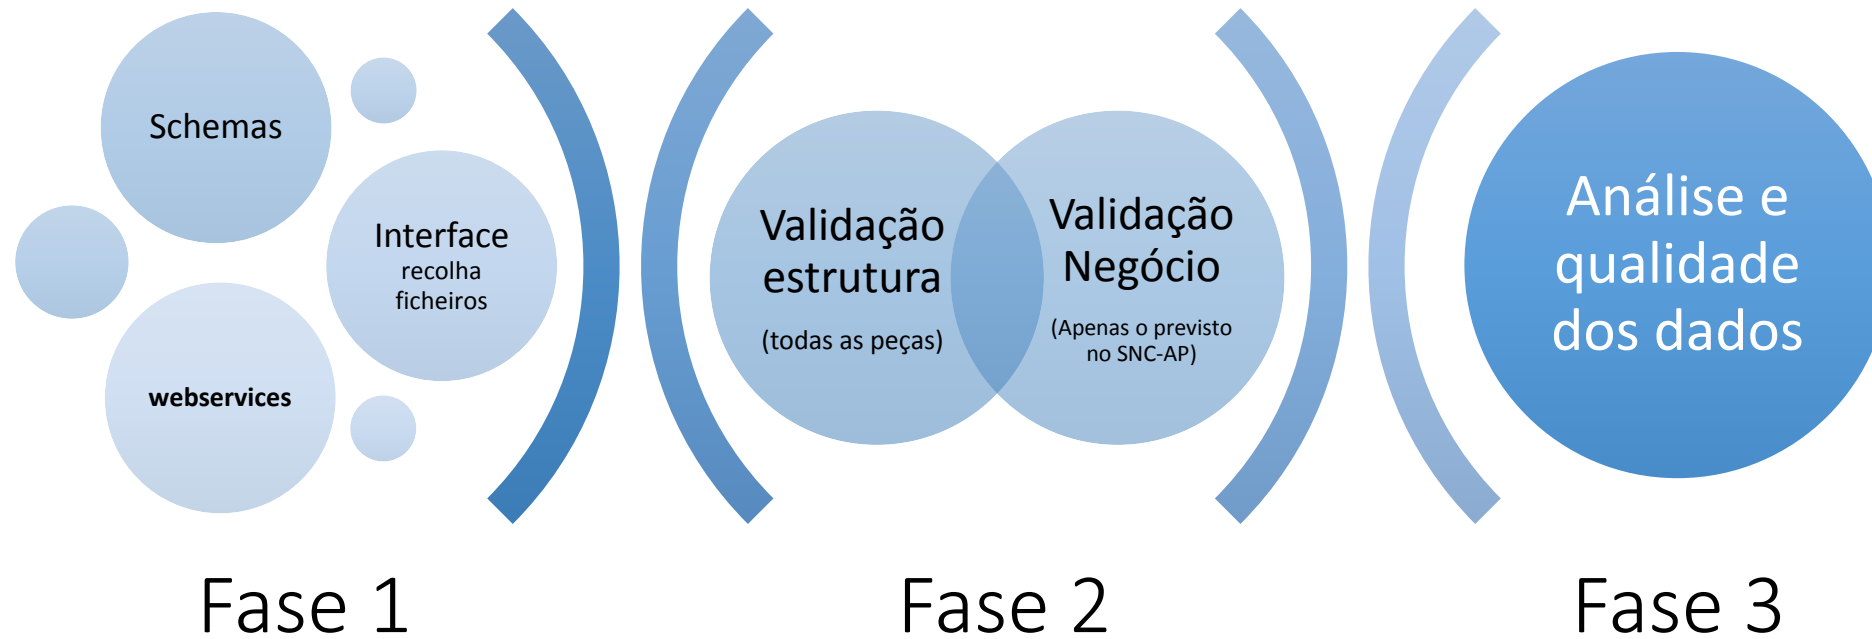 Schemas
Interface
recolha
ficheiros
webservices
Validação
estrutura
(todas as peças)
Validação
Negócio
(Apenas o previsto
no SNC-AP)
Análise e
qualidade
dos dados
Fase 1
Fase 2
Fase 3